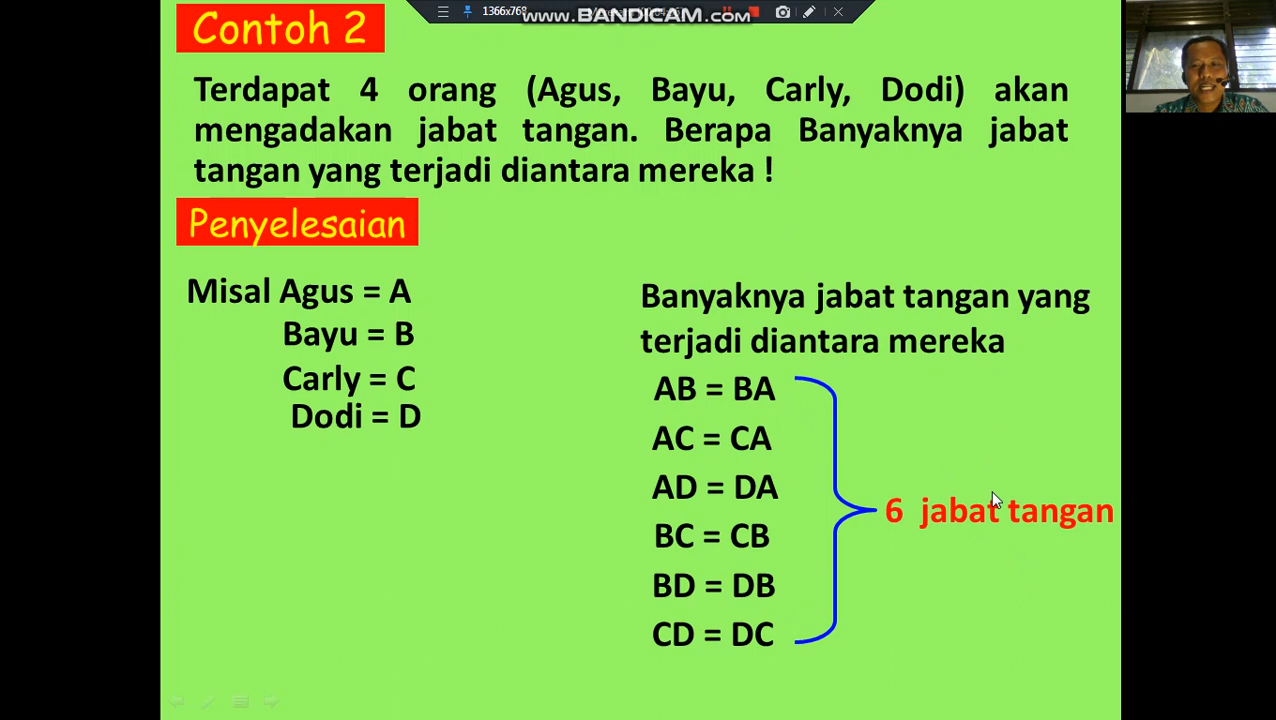 1366x768
www.BANDICAM.com
Contoh 2
Terdapat 4 orang (Agus, Bayu, Carly, Dodi) akan
mengadakan jabat tangan. Berapa Banyaknya jabat
tangan yang terjadi diantara mereka !
Penyelesaian
Misal Agus = A
Bayu = B
Carly = C
Dodi = D
Banyaknya jabat tangan yang
terjadi diantara mereka
AB = BA
AC = CA
AD = DA
BC = CB
BD = DB
CD = DC
6 jabat tangan